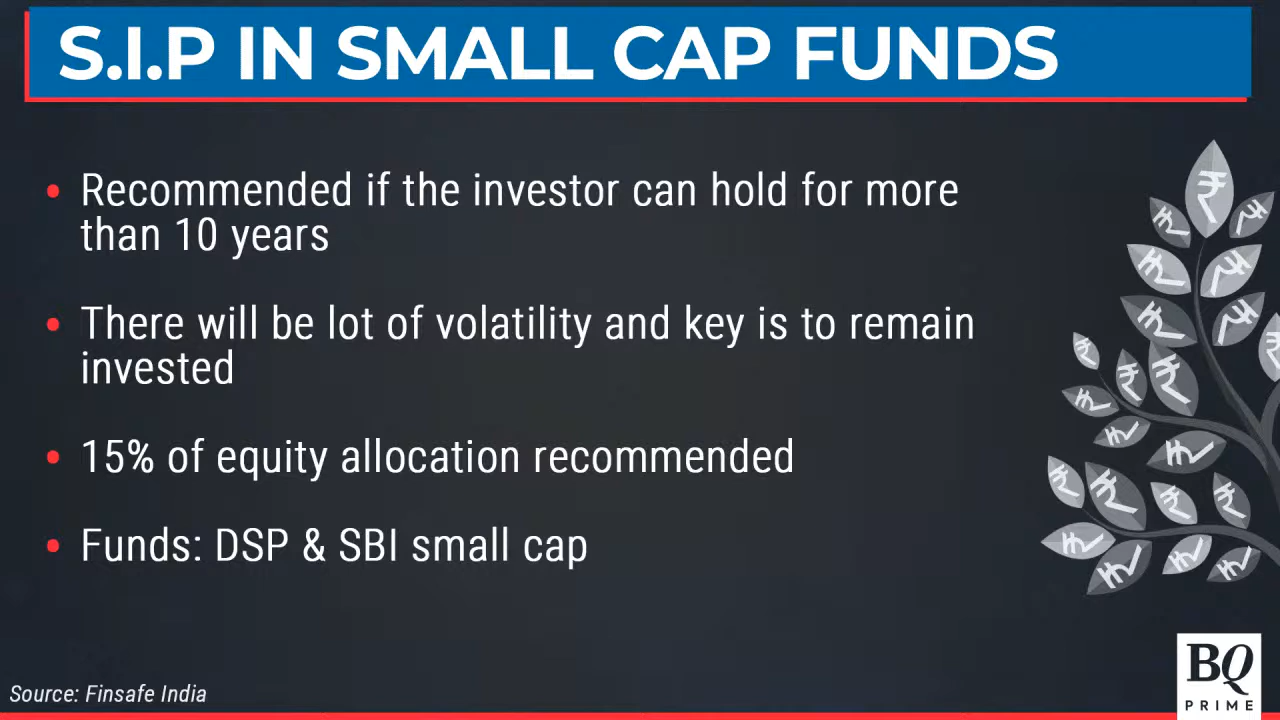 S.I.P IN SMALL CAP FUNDS
• Recommended if the investor can hold for more
than 10 years
• There will be lot of volatility and key is to remain
invested
• 15% of equity allocation recommended
• Funds: DSP & SBI small cap
Source: Finsafe India
BQ
PRIME